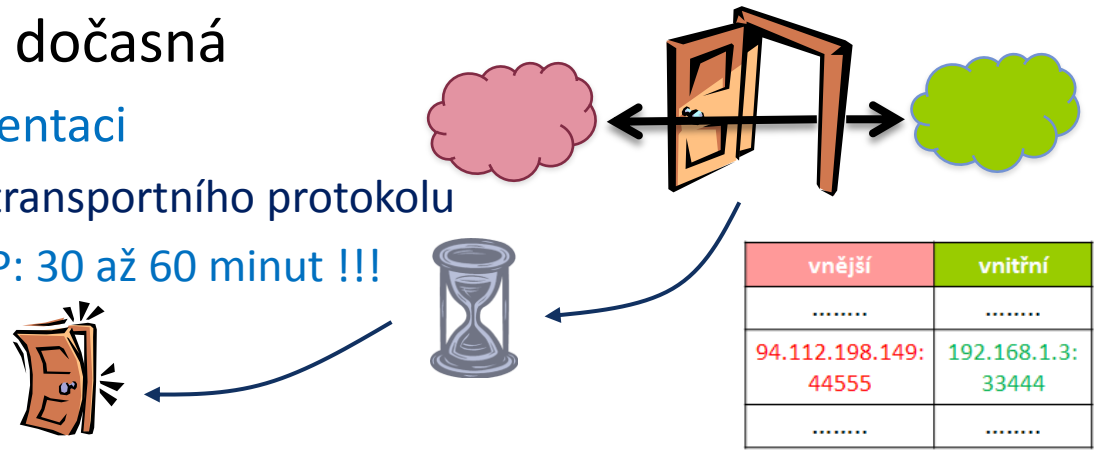 dočasná
entaci
transportního protokolu
P: 30 až 60 minut !!!
vnější vnitřní
........ ........
94.112.198.149: 192.168.1.3:
44555 33444
........ ........